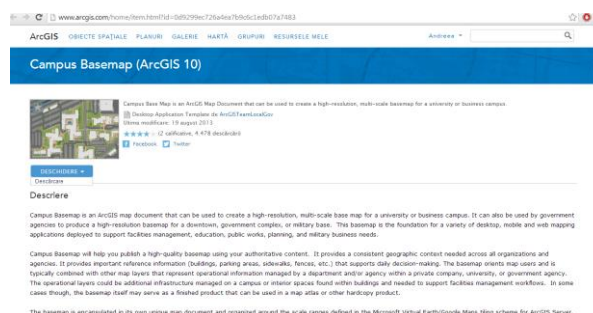 www.arcgis.com/home/item.html?id=0d9299ec726a4ea7b9c6c1edb07a7483
ArcGIS OBIECTE SPAȚIALE PLANURI GALERIE HARTĂ GRUPURI RESURSELE MELE Andreea
Campus Basemap (ArcGIS 10)
Campus Base Map is an ArcGIS Map Document that can be used to create a high-resolution, multi-scale basemap for a university or business campus.
Desktop Application Template de ArcGISTeamLocalGov
Ultima modificare: 19 august 2013
(2 calificative, 4.478 descărcări)
Facebook Twitter
DESCHIDERE
Descărcare
Descriere
Campus Basemap is an ArcGIS map document that can be used to create a high-resolution, multi-scale base map for a university or business campus. It can also be used by government
agencies to produce a high-resolution basemap for a downtown, government complex, or military base. This basemap is the foundation for a variety of desktop, mobile and web mapping
applications deployed to support facilities management, education, public works, planning, and military business needs.
Campus Basemap will help you publish a high-quality basemap using your authoritative content. It provides a consistent geographic context needed across all organizations and
agencies. It provides important reference information (buildings, parking areas, sidewalks, fences, etc.) that supports daily decision-making. The basemap orients map users and is
typically combined with other map layers that represent operational information managed by a department and/or agency within a private company, university, or government agency.
The operational layers could be additional infrastructure managed on a campus or interior spaces found within buildings and needed to support facilities management workflows. In some
cases though, the basemap itself may serve as a finished product that can be used in a map atlas or other hardcopy product.
The basemap is encapsulated in its own unique map document and organized around the scale ranges defined in the Microsoft Virtual Earth/Google Maps tiling scheme for ArcGIS Server.